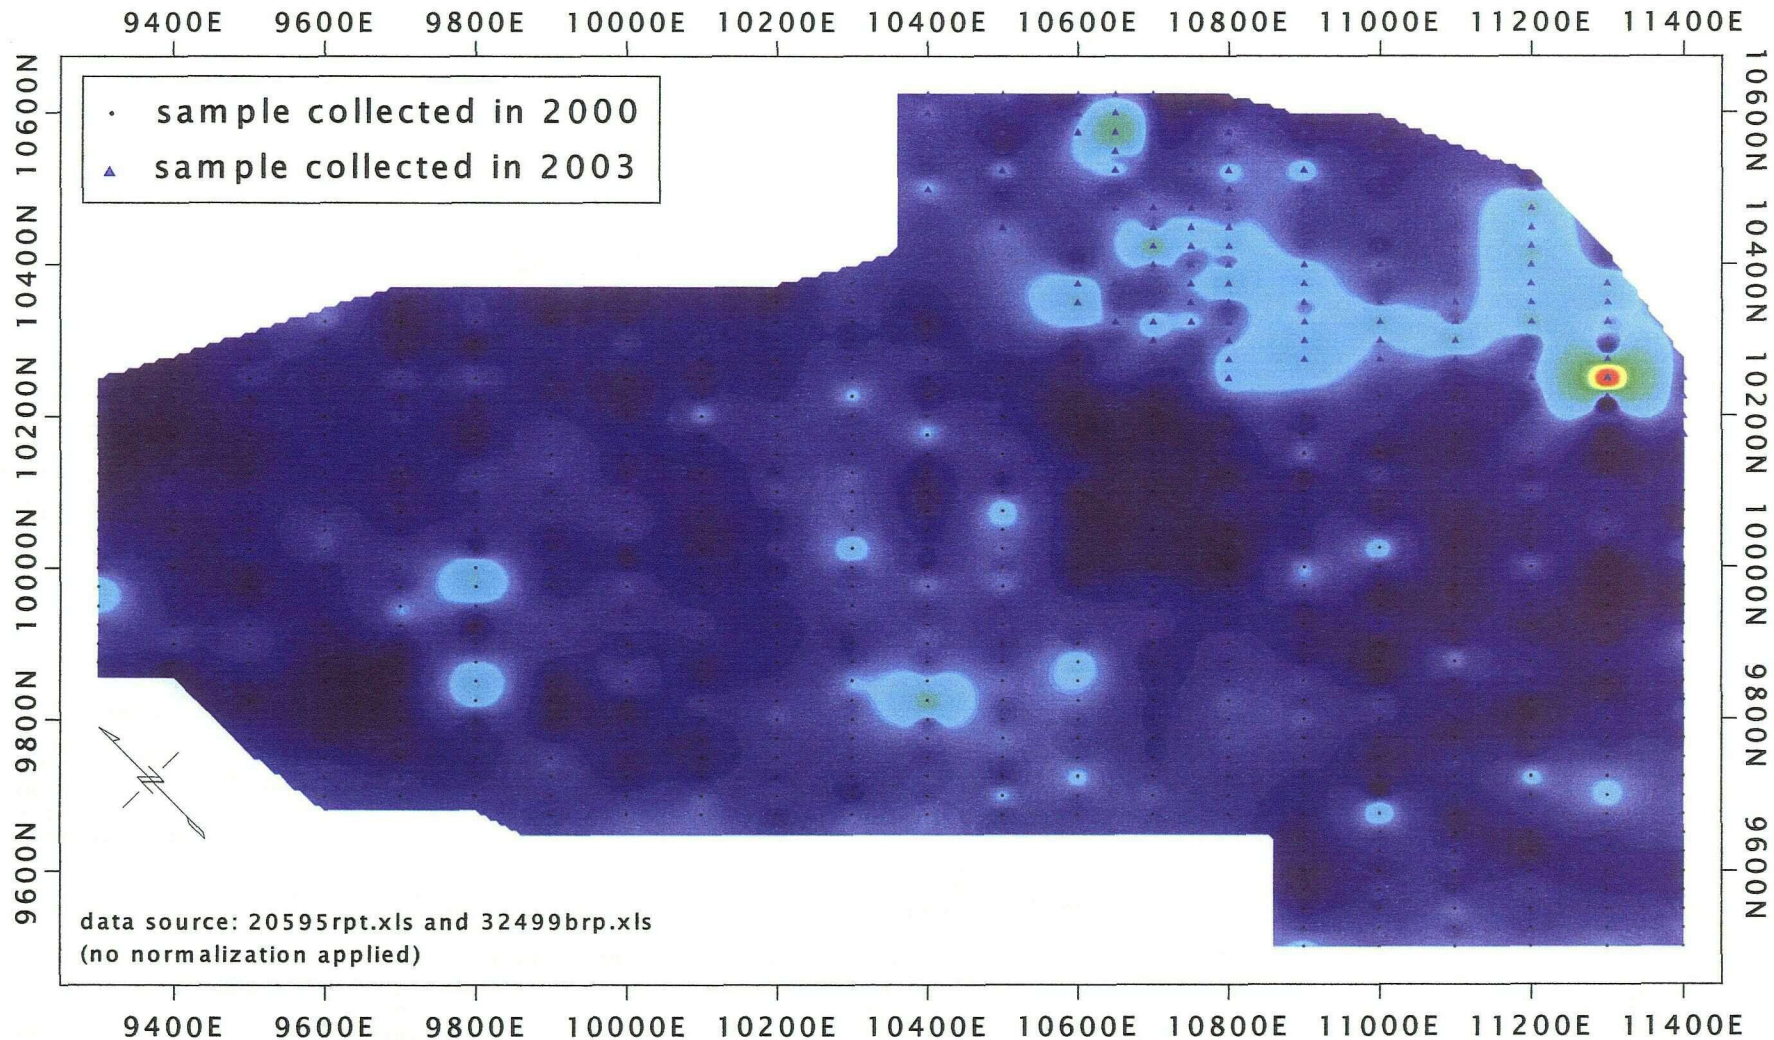 9400E 9600E 9800E 10000E 10200E 10400E 10600E 10800E 11000E 11200E 11400E
10600N
10400N
10200N
10000N
9800N
9600N
sample collected in 2000
sample collected in 2003
10600N
10400N
10200N
10000N
9800N
9600N
data source: 20595rpt.xls and 32499brp.xls
(no normalization applied)
9400E 9600E 9800E 10000E 10200E 10400E 10600E 10800E 11000E 11200E 11400E